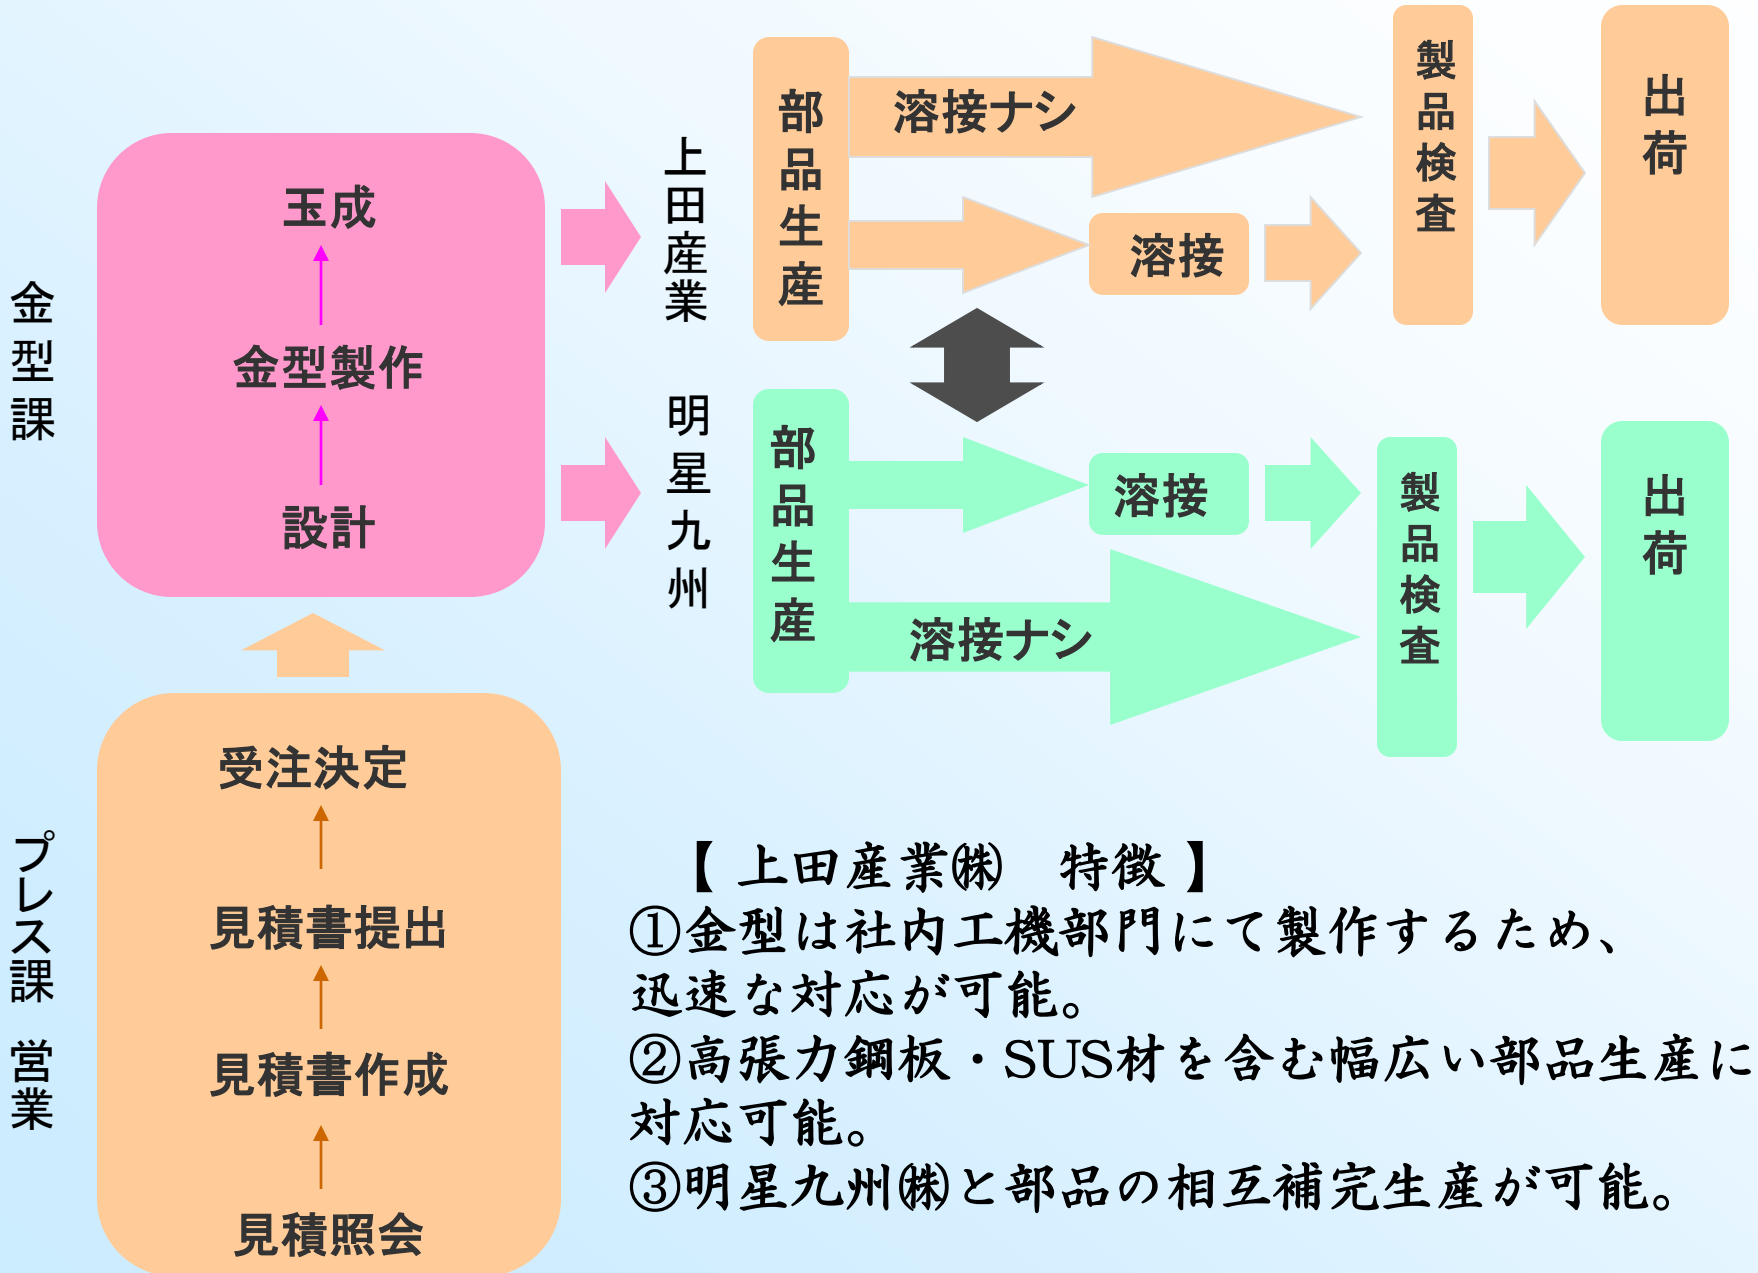 金型課
玉成
金型製作
設計
プレス課 営業
受注決定
見積書提出
見積書作成
見積照会
上田産業
部品生産
溶接ナシ
溶接
製品検査
出荷
明星九州
部品生産
溶接
溶接ナシ
製品検査
出荷
【 上田産業㈱ 特徴 】
①金型は社内工機部門にて製作するため、
迅速な対応が可能。
②高張力鋼板・SUS材を含む幅広い部品生産に
対応可能。
③明星九州㈱と部品の相互補完生産が可能。